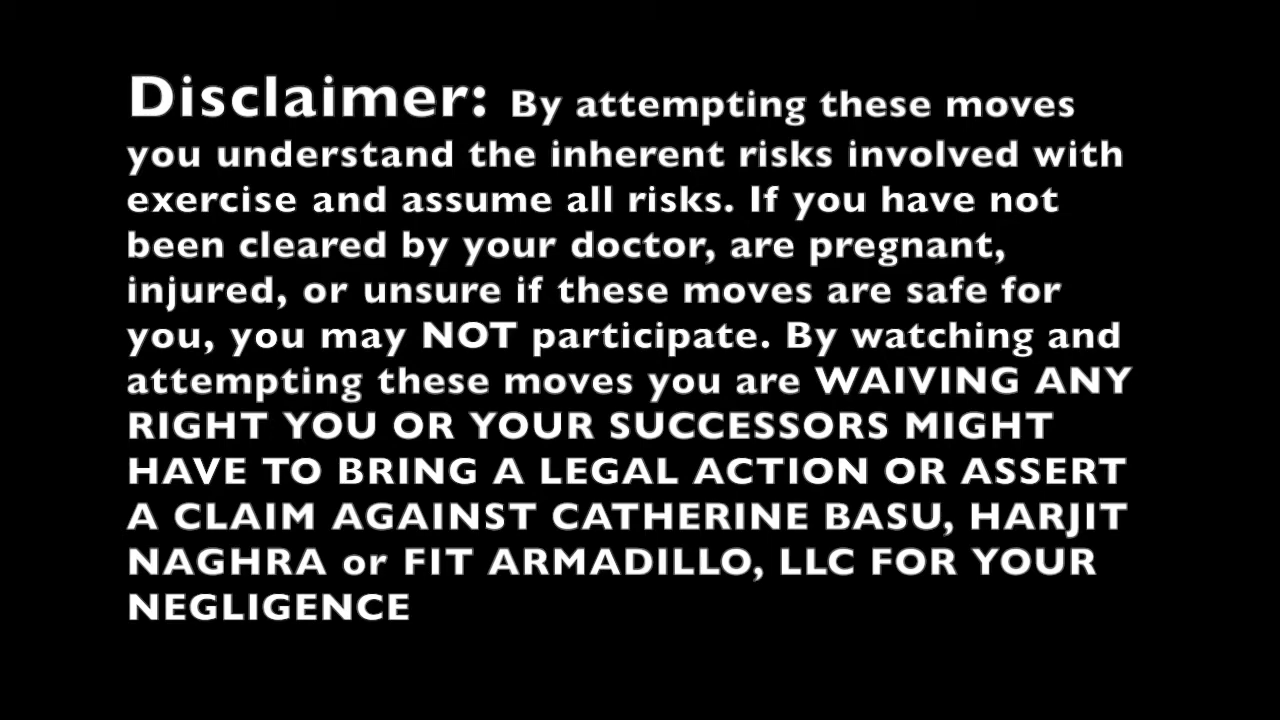 Disclaimer: By attempting these moves
you understand the inherent risks involved with
exercise and assume all risks. If you have not
been cleared by your doctor, are pregnant,
injured, or unsure if these moves are safe for
you, you may NOT participate. By watching and
attempting these moves you are WAIVING ANY
RIGHT YOU OR YOUR SUCCESSORS MIGHT
HAVE TO BRING A LEGAL ACTION OR ASSERT
A CLAIM AGAINST CATHERINE BASU, HARJIT
NAGHRA or FIT ARMADILLO, LLC FOR YOUR
NEGLIGENCE